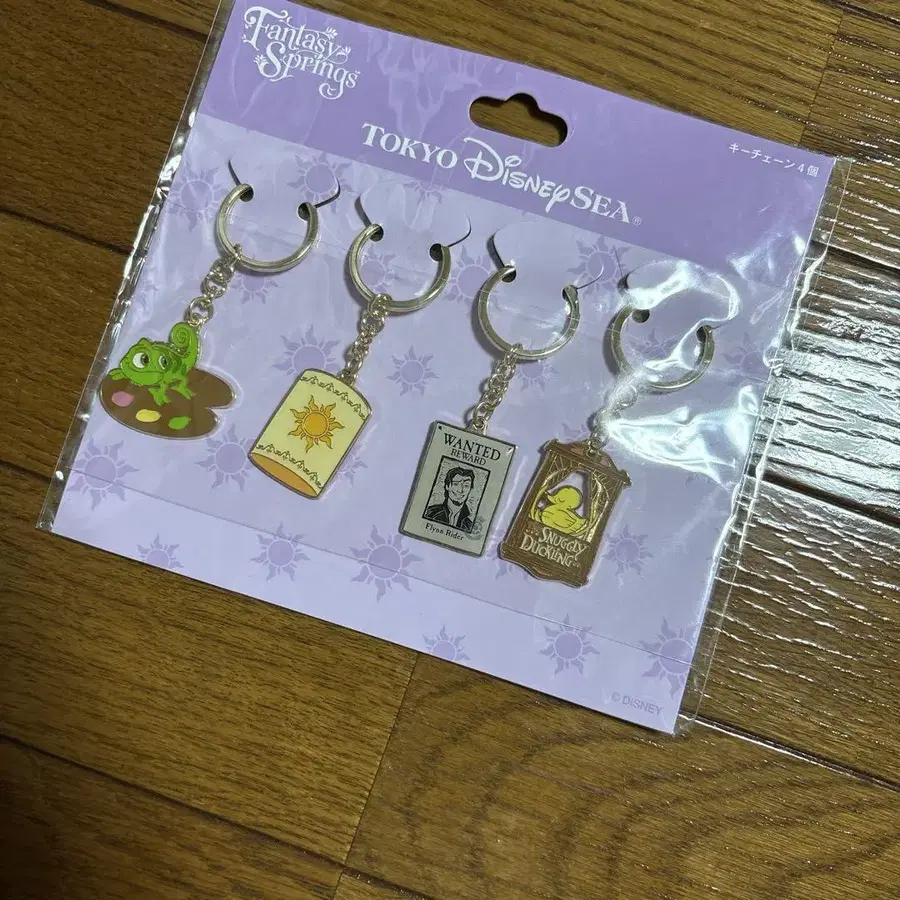 Fantasy
Springs
TOKYO DISNEYSEA®
キーチェーン4個
WANTED
REWARD
Flynn Rider
SNUGGLY
DUCKLING
© DISNEY